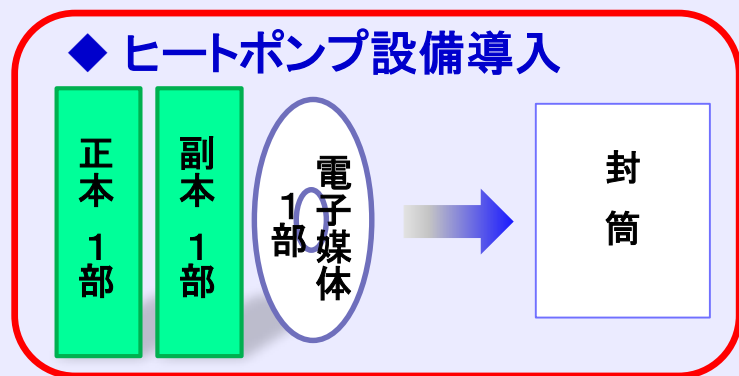 ◆ ヒートポンプ設備導入
正本 1部
副本 1部
電子媒体
1部
封筒